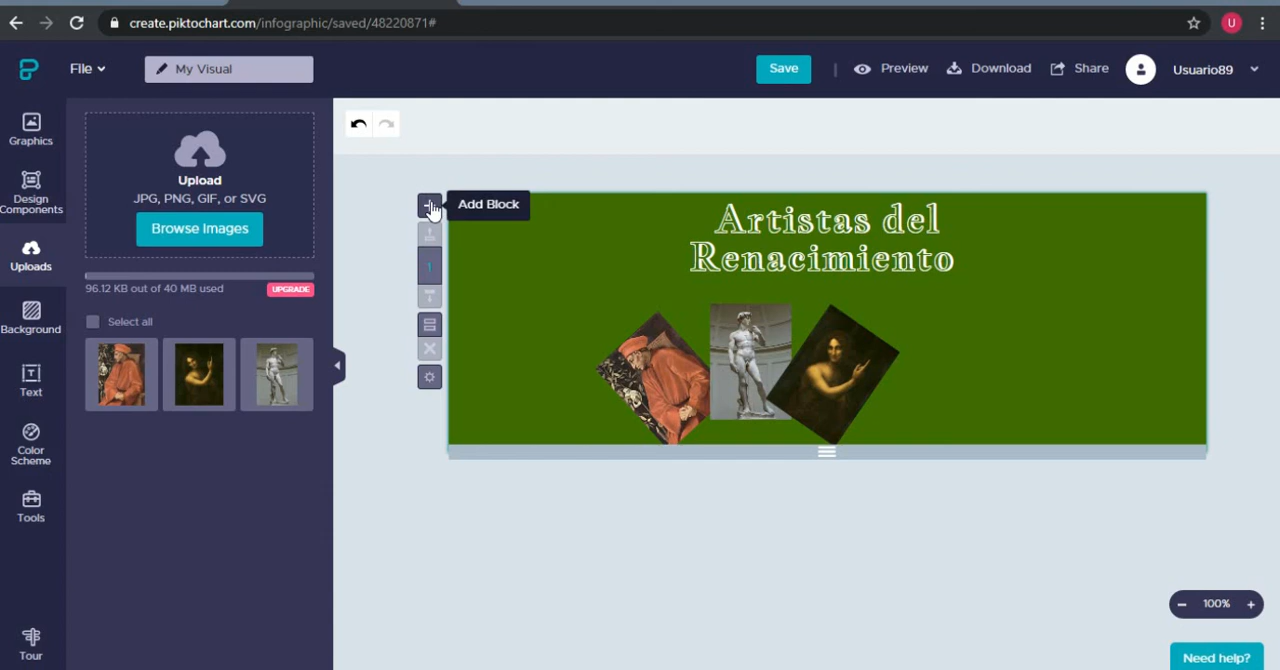 create.piktochart.com/infographic/saved/48220871#
U
File
My Visual
Save
Preview
Download
Share
Usuario89
Graphics
Design
Components
Uploads
Background
Text
Color
Scheme
Tools
Tour
Upload
JPG, PNG, GIF, or SVG
Browse Images
96.12 KB out of 40 MB used
UPGRADE
Select all
Add Block
1
Artistas del
Renacimiento
100%
Need help?